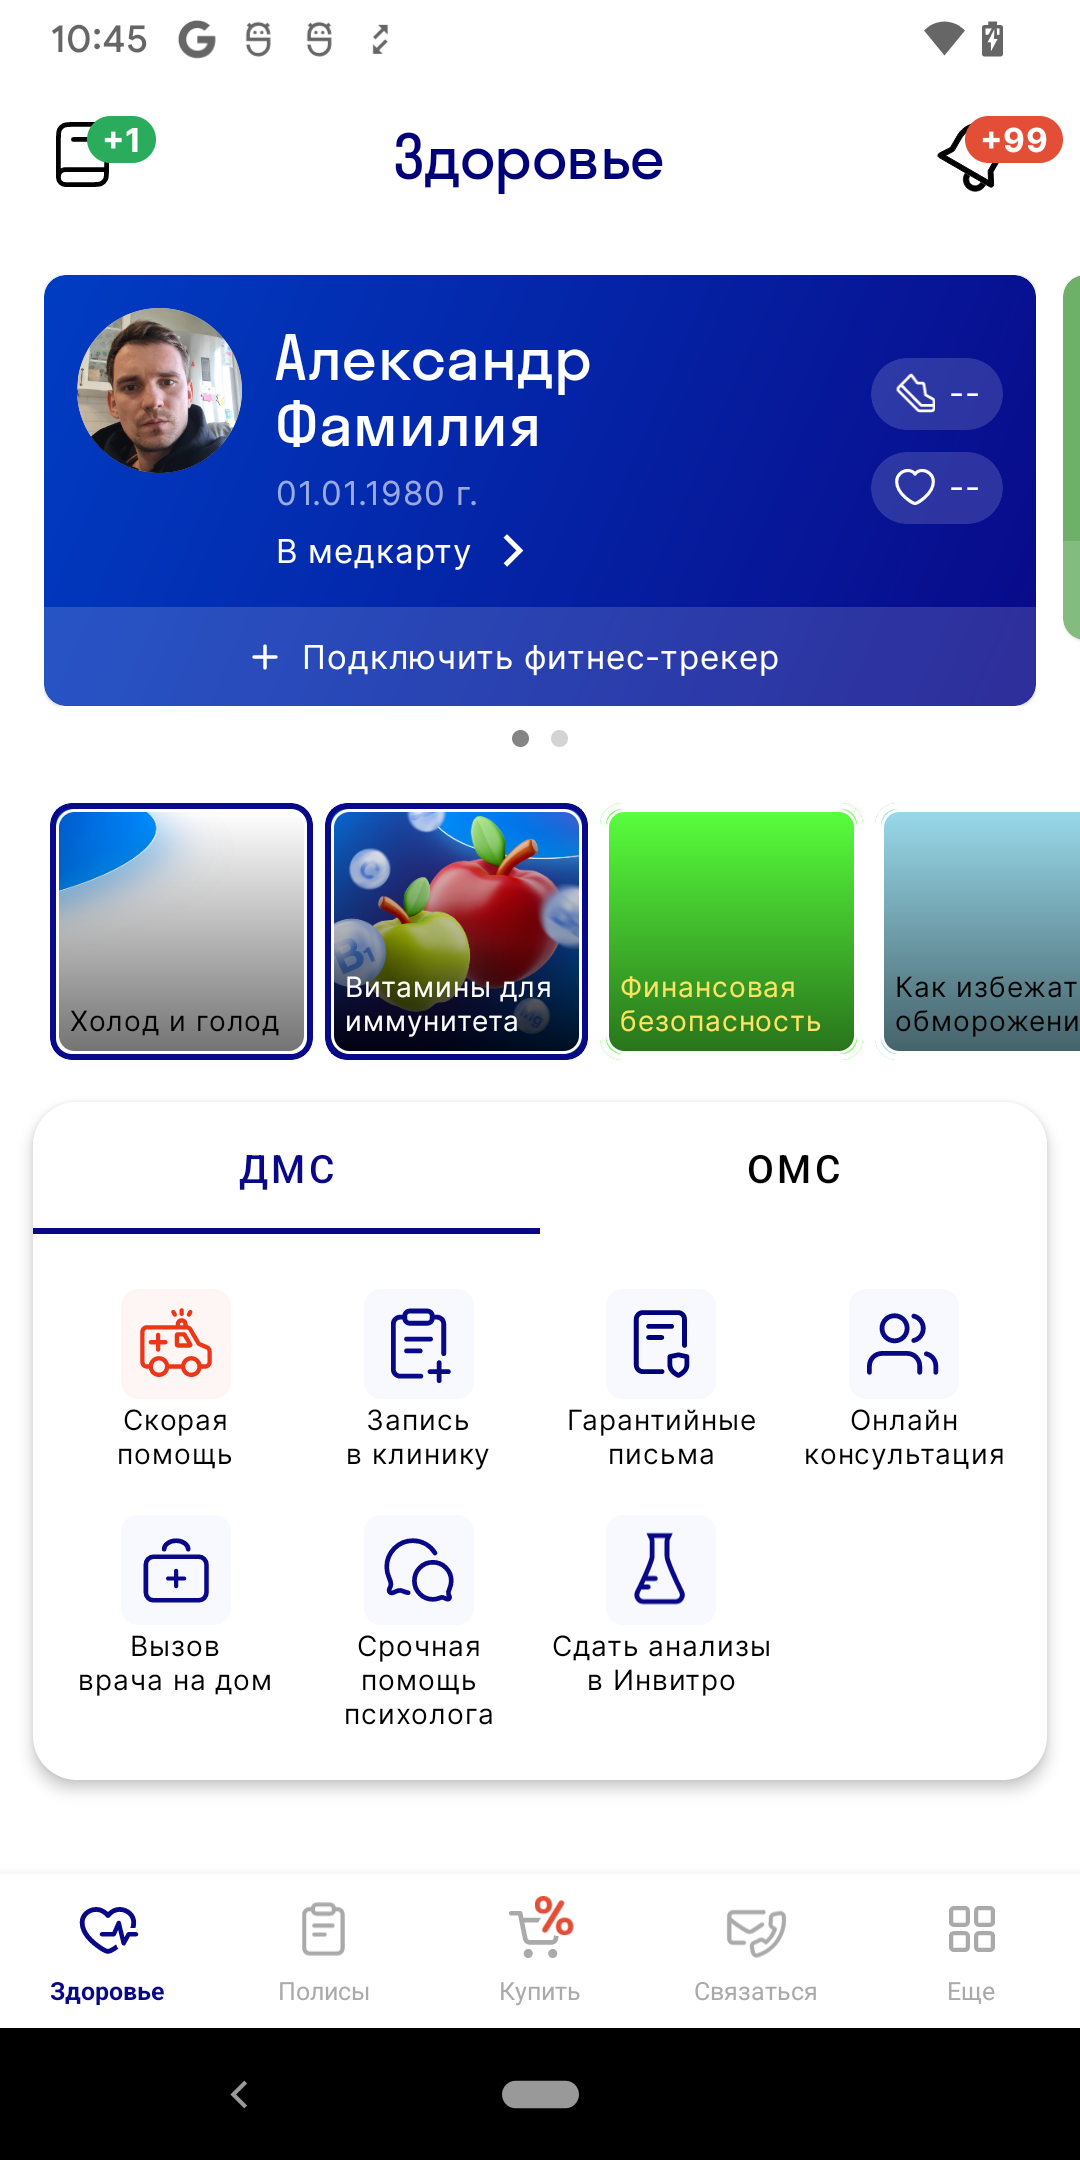 10:45
+1
Здоровье
+99
Александр
Фамилия
01.01.1980 г.
В медкарту
--
--
+ Подключить фитнес-трекер
Холод и голод
B1
Mg
Витамины для
иммунитета
Финансовая
безопасность
Как избежат
обморожени
ДМС
ОМС
Скорая
помощь
Запись
в клинику
Гарантийные
письма
Онлайн
консультация
Вызов
врача на дом
Срочная
помощь
психолога
Сдать анализы
в Инвитро
%
Здоровье
Полисы
Купить
Связаться
Еще